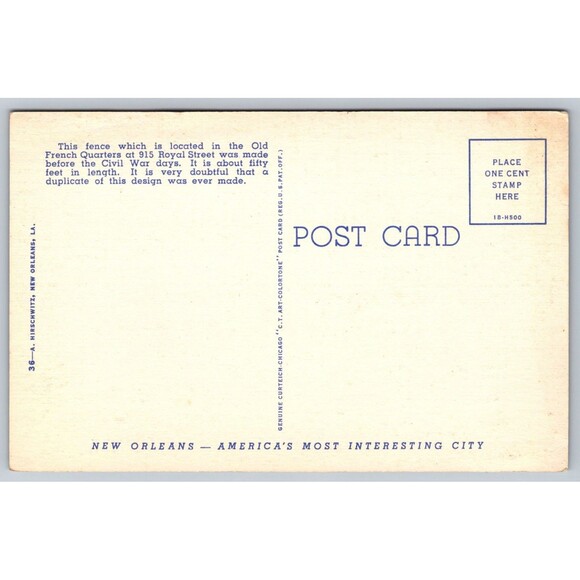 This fence which is located in the Old
French Quarters at 915 Royal Street was made
before the Civil War days. It is about fifty
feet in length. It is very doubtful that a
duplicate of this design was ever made.
36—A. HIRSCHWITZ, NEW ORLEANS, LA.
GENUINE CURTEICH-CHICAGO "C.T. ART-COLORTONE" POST CARD (REG. U.S. PAT. OFF.)
POST CARD
PLACE
ONE CENT
STAMP
HERE
1B-H500
NEW ORLEANS — AMERICA'S MOST INTERESTING CITY